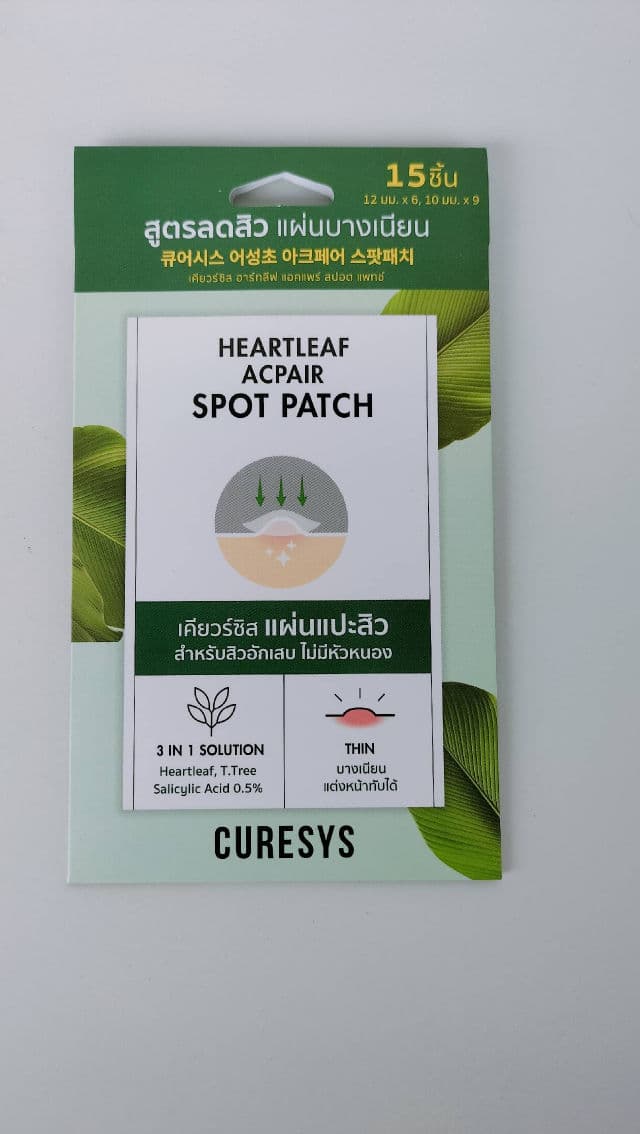 15ชิ้น
12 มม. x 6, 10 มม. x 9
สูตรลดสิว แผ่นบางเนียน
큐어시스 어성초 아크페어 스팟패치
เคียวร์ซิส ฮาร์ทลีฟ แอคแพร์ สปอต แพทช์
HEARTLEAF
ACPAIR
SPOT PATCH
เคียวร์ซิส แผ่นแปะสิว
สำหรับสิวอักเสบ ไม่มีหัวหนอง
3 IN 1 SOLUTION
Heartleaf, T.Tree
Salicylic Acid 0.5%
THIN
บางเนียน
แต่งหน้าทับได้
CURESYS